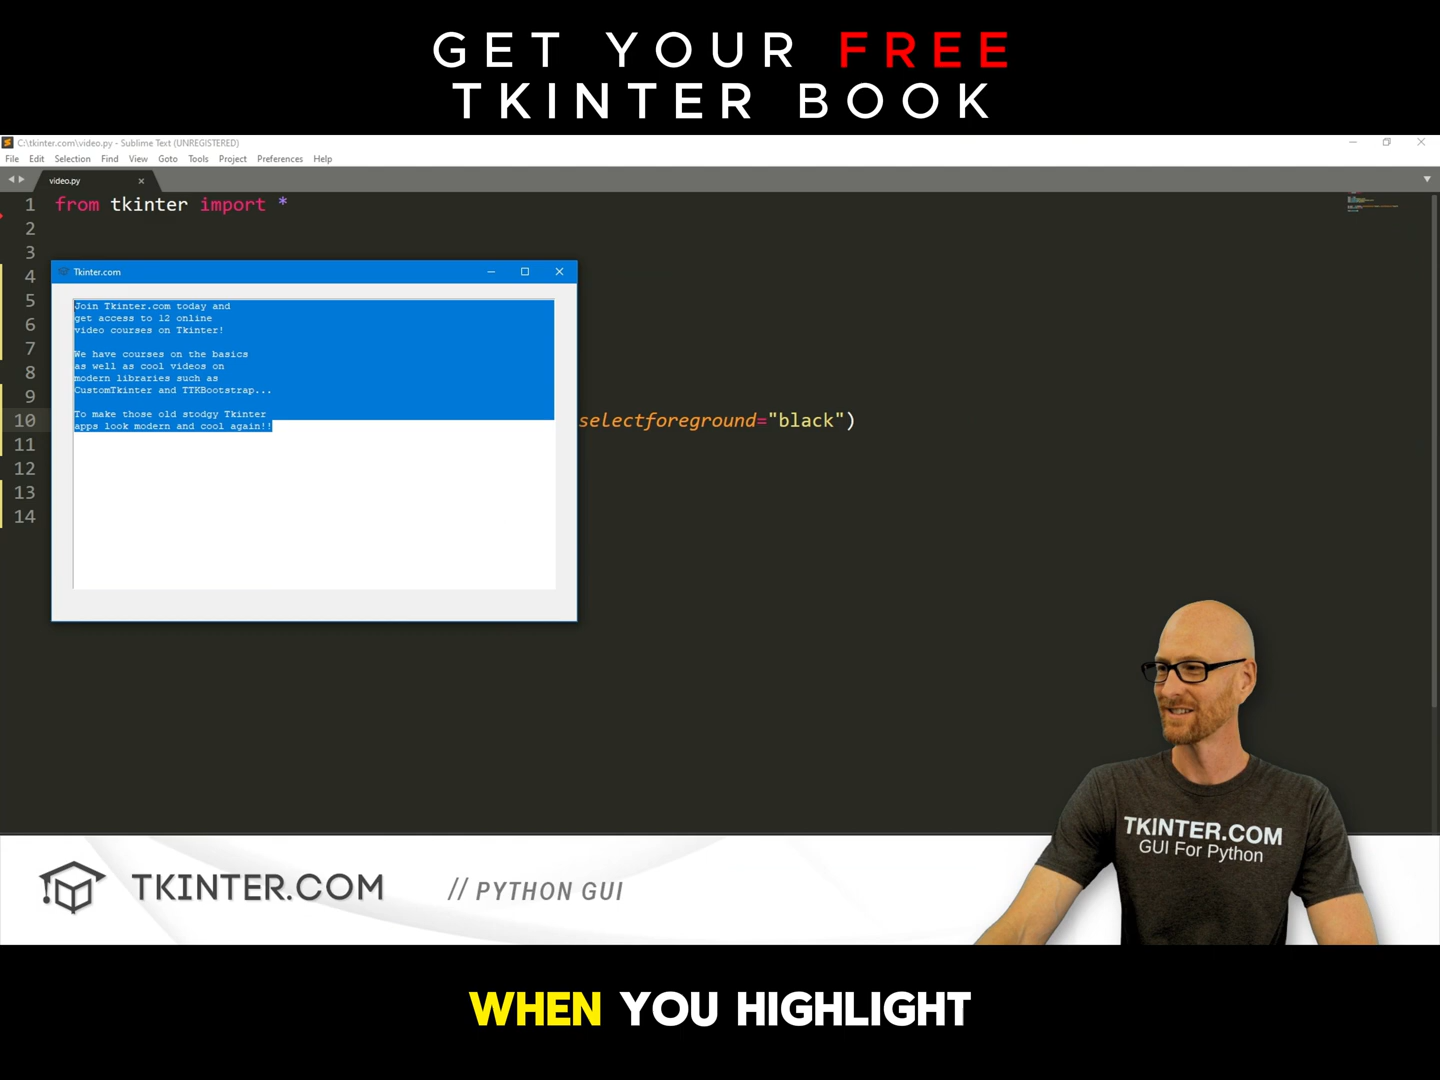 GET YOUR FREE
TKINTER BOOK
C:\tkinter.com\video.py - Sublime Text (UNREGISTERED)
File Edit Selection Find View Goto Tools Project Preferences Help
video.py
1 from tkinter import *
2
3
4
5
6
7
8
9
10 selectforeground="black")
11
12
13
14
Tkinter.com
Join Tkinter.com today and
get access to 12 online
video courses on Tkinter!
We have courses on the basics
as well as cool videos on
modern libraries such as
CustomTkinter and TTKBootstrap...
To make those old stodgy Tkinter
apps look modern and cool again!!
TKINTER.COM
GUI For Python
TKINTER.COM // PYTHON GUI
WHEN YOU HIGHLIGHT